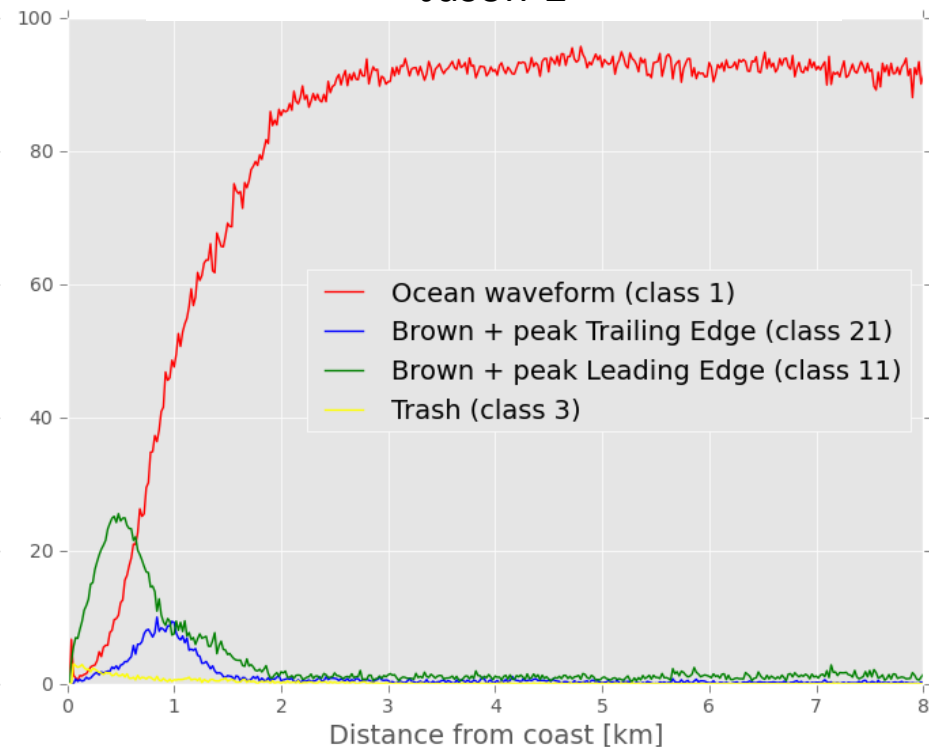 100
80
60
40
20
0
Ocean waveform (class 1)
Brown + peak Trailing Edge (class 21)
Brown + peak Leading Edge (class 11)
Trash (class 3)
0 1 2 3 4 5 6 7 8
Distance from coast [km]